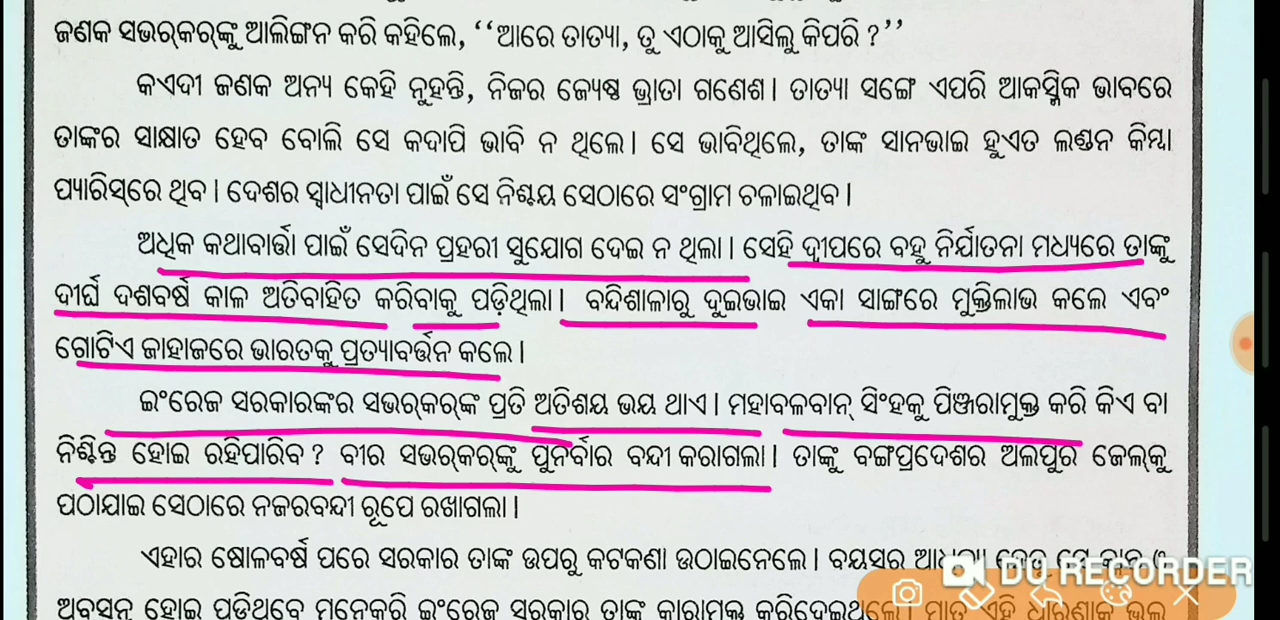 ଜଣକ ସଭର୍‌କର୍‌ଙ୍କୁ ଆଲିଙ୍ଗନ କରି କହିଲେ, ‘‘ଆରେ ତାତ୍ୟା, ତୁ ଏଠାକୁ ଆସିଲୁ କିପରି ?’’
କଏଦୀ ଜଣକ ଅନ୍ୟ କେହି ନୁହନ୍ତି, ନିଜର ଜ୍ୟେଷ୍ଠ ଭ୍ରାତା ଗଣେଶ। ତାତ୍ୟା ସଙ୍ଗେ ଏପରି ଆକସ୍ମିକ ଭାବରେ
ତାଙ୍କର ସାକ୍ଷାତ ହେବ ବୋଲି ସେ କଦାପି ଭାବି ନ ଥିଲେ। ସେ ଭାବିଥିଲେ, ତାଙ୍କ ସାନଭାଇ ହୁଏତ ଲଣ୍ଡନ କିମ୍ବା
ପ୍ୟାରିସ୍‌ରେ ଥିବ। ଦେଶର ସ୍ୱାଧୀନତା ପାଇଁ ସେ ନିଶ୍ଚୟ ସେଠାରେ ସଂଗ୍ରାମ ଚଳାଇଥିବ।
ଅଧିକ କଥାବାର୍ତ୍ତା ପାଇଁ ସେଦିନ ପ୍ରହରୀ ସୁଯୋଗ ଦେଇ ନ ଥିଲା। ସେହି ଦ୍ୱୀପରେ ବହୁ ନିର୍ଯାତନା ମଧ୍ୟରେ ତାଙ୍କୁ
ଦୀର୍ଘ ଦଶବର୍ଷ କାଳ ଅତିବାହିତ କରିବାକୁ ପଡ଼ିଥିଲା। ବନ୍ଦିଶାଳାରୁ ଦୁଇଭାଇ ଏକା ସାଙ୍ଗରେ ମୁକ୍ତିଲାଭ କଲେ ଏବଂ
ଗୋଟିଏ ଜାହାଜରେ ଭାରତକୁ ପ୍ରତ୍ୟାବର୍ତ୍ତନ କଲେ।
ଇଂରେଜ ସରକାରଙ୍କର ସଭର୍‌କର୍‌ଙ୍କ ପ୍ରତି ଅତିଶୟ ଭୟ ଥାଏ। ମହାବଳବାନ୍ ସିଂହକୁ ପିଞ୍ଜରାମୁକ୍ତ କରି କିଏ ବା
ନିଶ୍ଚିନ୍ତ ହୋଇ ରହିପାରିବ? ବୀର ସଭର୍‌କର୍‌ଙ୍କୁ ପୁନର୍ବାର ବନ୍ଦୀ କରାଗଲା। ତାଙ୍କୁ ବଙ୍ଗପ୍ରଦେଶର ଅଲପୁର ଜେଲ୍‌କୁ
ପଠାଯାଇ ସେଠାରେ ନଜରବନ୍ଦୀ ରୂପେ ରଖାଗଲା।
ଏହାର ଷୋଳବର୍ଷ ପରେ ସରକାର ତାଙ୍କ ଉପରୁ କଟକଣା ଉଠାଇନେଲେ। ବୟସର
DU RECORDER
ଅବସନ୍ନ ହୋଇ ପଡ଼ିଥିବେ ମନେକରି ଇଂରେଜ ସରକାର ତାଙ୍କୁ କାରାମୁକ୍ତ କରିଦେଇଥିଲେ।